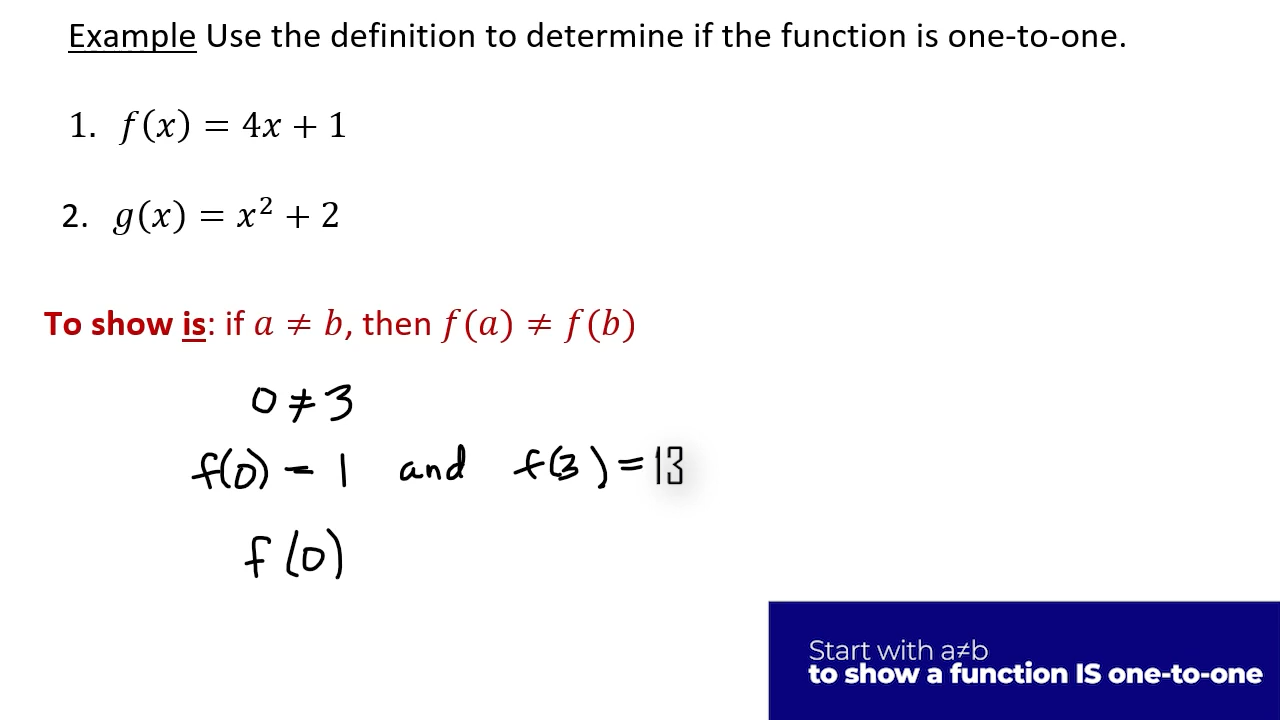 Example Use the definition to determine if the function is one-to-one.
1. f(x) = 4x + 1
2. g(x) = x² + 2
To show is: if a ≠ b, then f(a) ≠ f(b)
0 ≠ 3
f(0) = 1 and f(3) = 13
f(0)
Start with a≠b
to show a function IS one-to-one